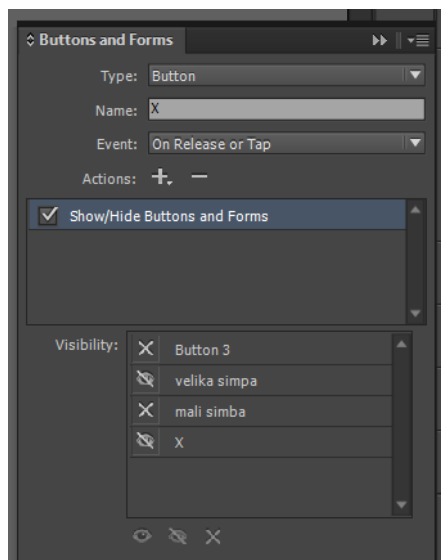 Buttons and Forms
Type: Button
Name: X
Event: On Release or Tap
Actions:
Show/Hide Buttons and Forms
Visibility:
Button 3
velika simpa
mali simba
X